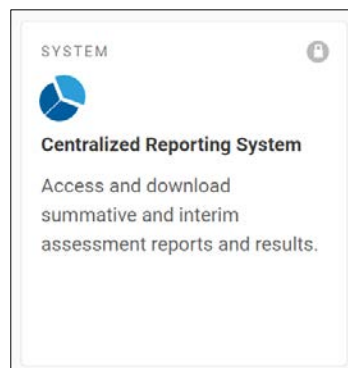 SYSTEM
Centralized Reporting System
Access and download
summative and interim
assessment reports and results.